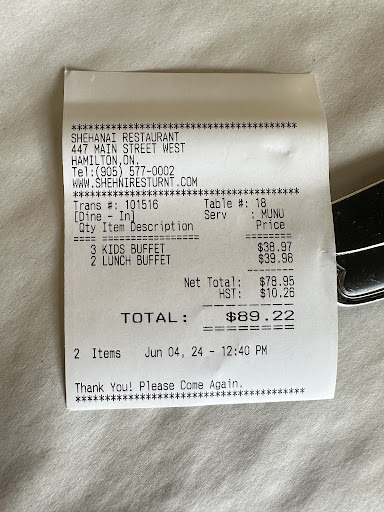 ****************************************
SHEHANAI RESTAURANT
447 MAIN STREET WEST
HAMILTON,ON.
Tel:(905) 577-0002
WWW.SHEHNIRESTURNT.COM
****************************************
Trans #: 101516 Table #: 18
[Dine - In] Serv : MUNU
Qty Item Description Price
=== ================ ========
3 KIDS BUFFET $38.97
2 LUNCH BUFFET $39.98
--------
Net Total: $78.95
HST: $10.26
--------
TOTAL: $89.22
========
2 Items Jun 04, 24 - 12:40 PM
Thank You! Please Come Again.
****************************************